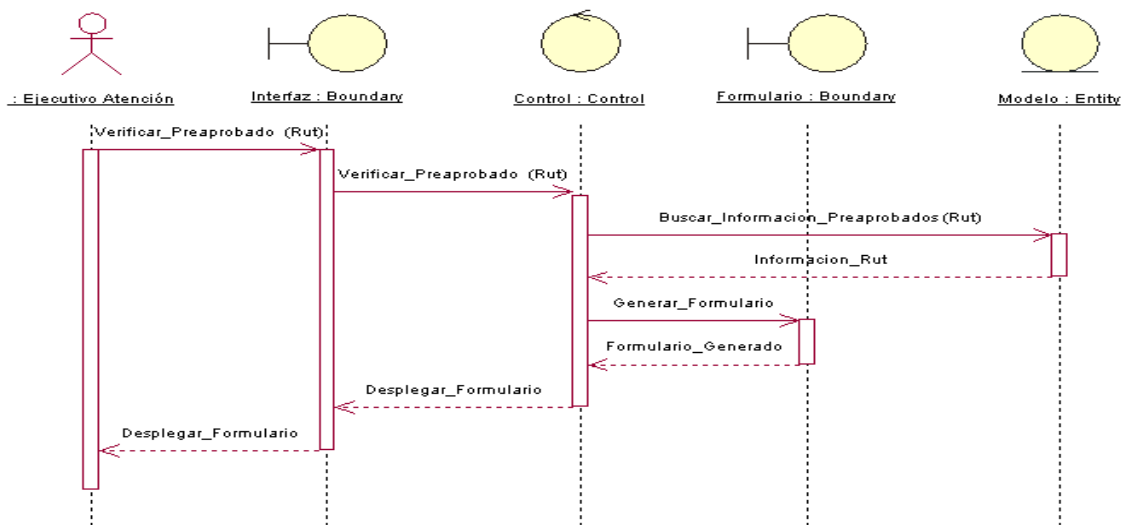 : Ejecutivo Atención
Interfaz : Boundary
Control : Control
Formulario : Boundary
Modelo : Entity
Verificar_Preaprobado (Rut)
Verificar_Preaprobado (Rut)
Buscar_Informacion_Preaprobados (Rut)
Informacion_Rut
Generar_Formulario
Formulario_Generado
Desplegar_Formulario
Desplegar_Formulario